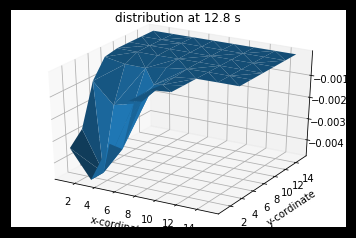 distribution at 12.8 s
−0.001
−0.002
−0.003
−0.004
2 4 6 8 10 12 14
x-cordinate
2 4 6 8 10 12 14
y-cordinate